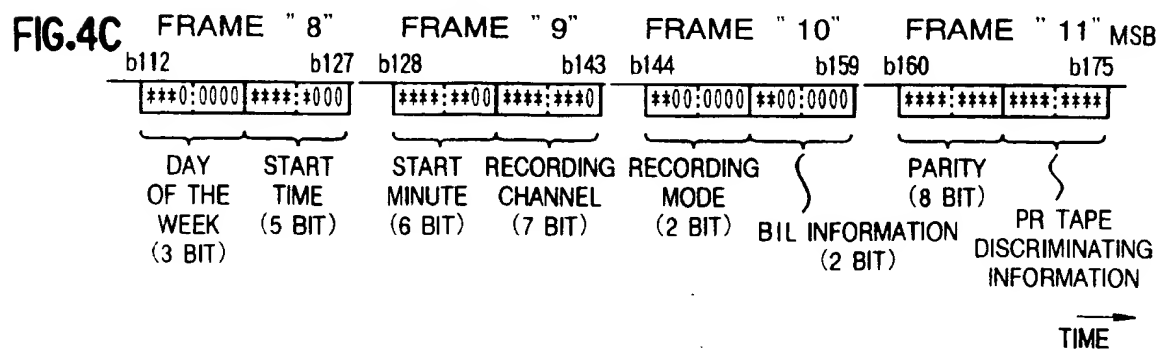 FIG.4C FRAME "8" FRAME "9" FRAME "10" FRAME "11" MSB
b112 b127 b128 b143 b144 b159 b160 b175
***0:0000 ****:*000 ****:**00 ****:***0 **00:0000 **00:0000 ****:**** ****:****
DAY OF THE WEEK (3 BIT)
START TIME (5 BIT)
START MINUTE (6 BIT)
RECORDING CHANNEL (7 BIT)
RECORDING MODE (2 BIT)
BIL INFORMATION (2 BIT)
PARITY (8 BIT)
PR TAPE DISCRIMINATING INFORMATION
TIME